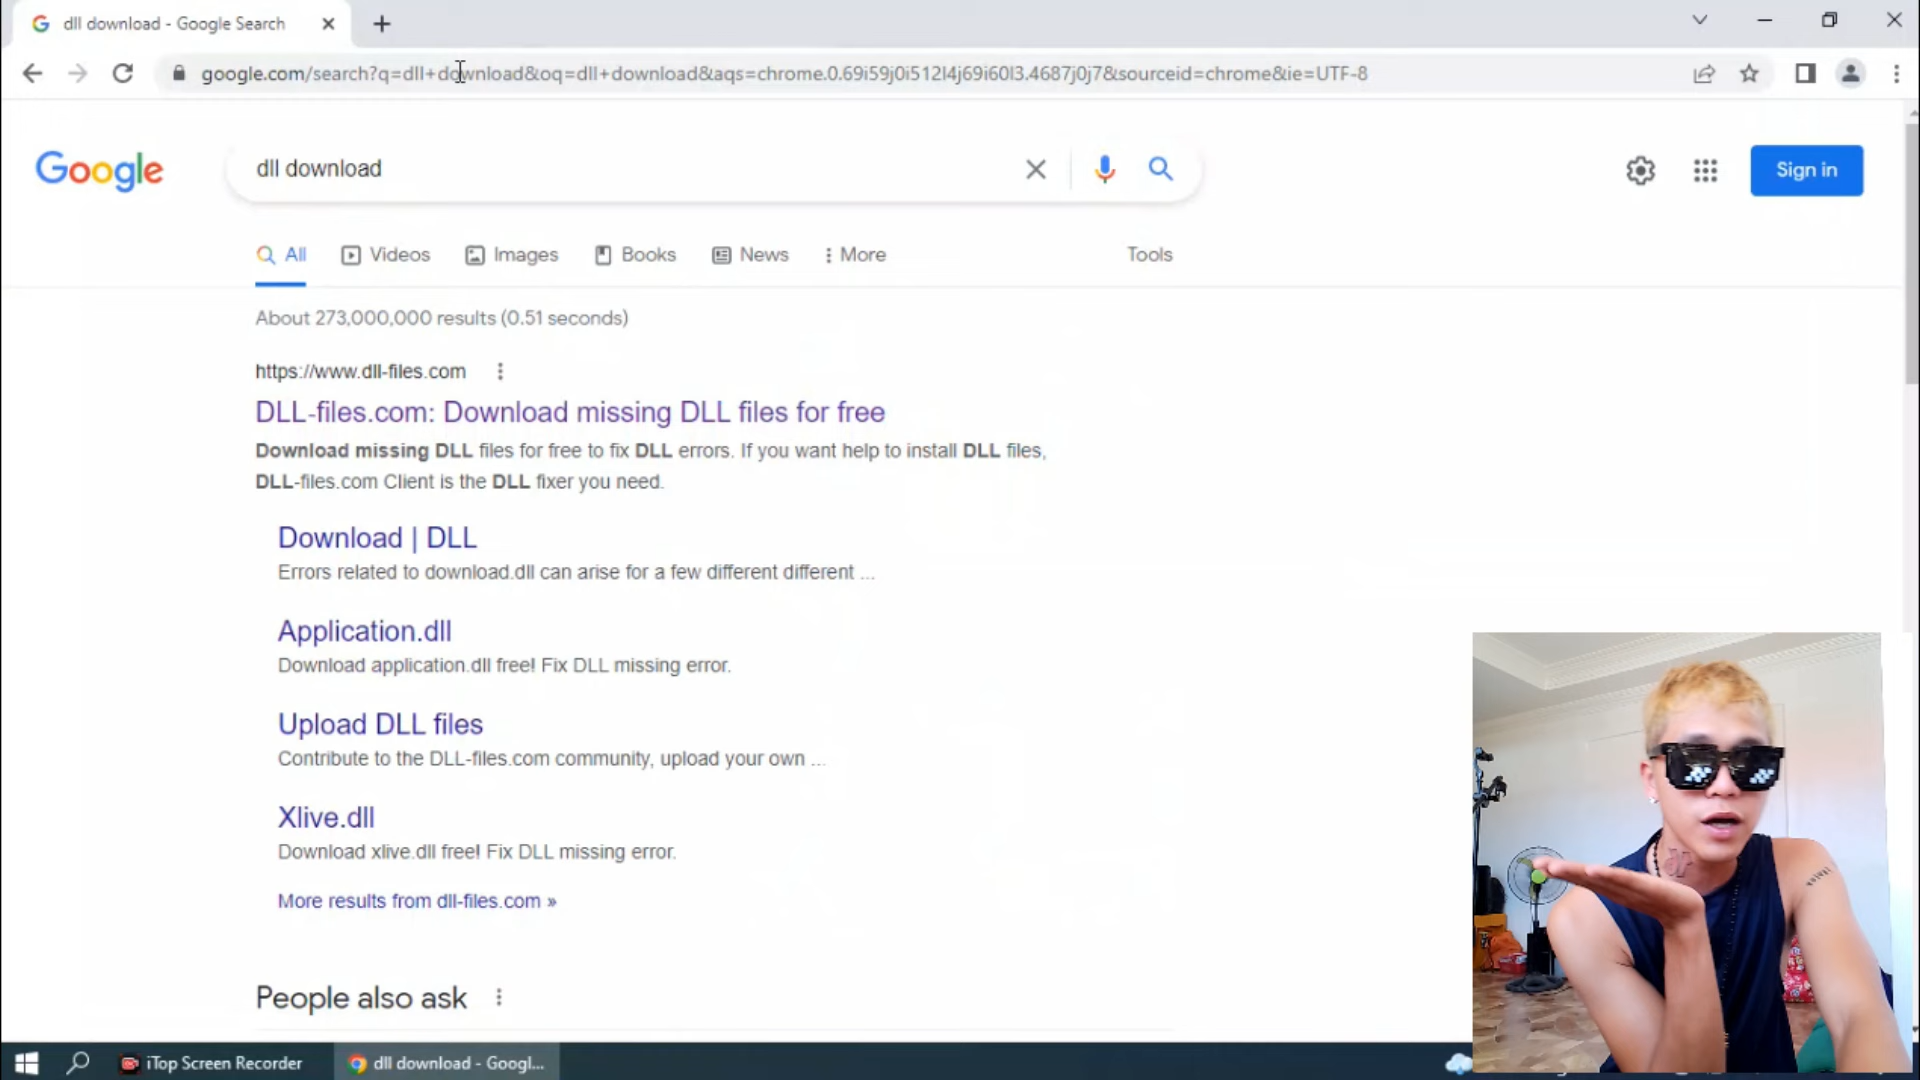 dll download - Google Search
google.com/search?q=dll+download&oq=dll+download&aqs=chrome.0.69i59j0i512l4j69i60l3.4687j0j7&sourceid=chrome&ie=UTF-8
Google
dll download
Sign in
All Videos Images Books News More Tools
About 273,000,000 results (0.51 seconds)
https://www.dll-files.com
DLL-files.com: Download missing DLL files for free
Download missing DLL files for free to fix DLL errors. If you want help to install DLL files,
DLL-files.com Client is the DLL fixer you need.
Download | DLL
Errors related to download.dll can arise for a few different different ...
Application.dll
Download application.dll free! Fix DLL missing error.
Upload DLL files
Contribute to the DLL-files.com community, upload your own ...
Xlive.dll
Download xlive.dll free! Fix DLL missing error.
More results from dll-files.com »
People also ask
iTop Screen Recorder
dll download - Googl...